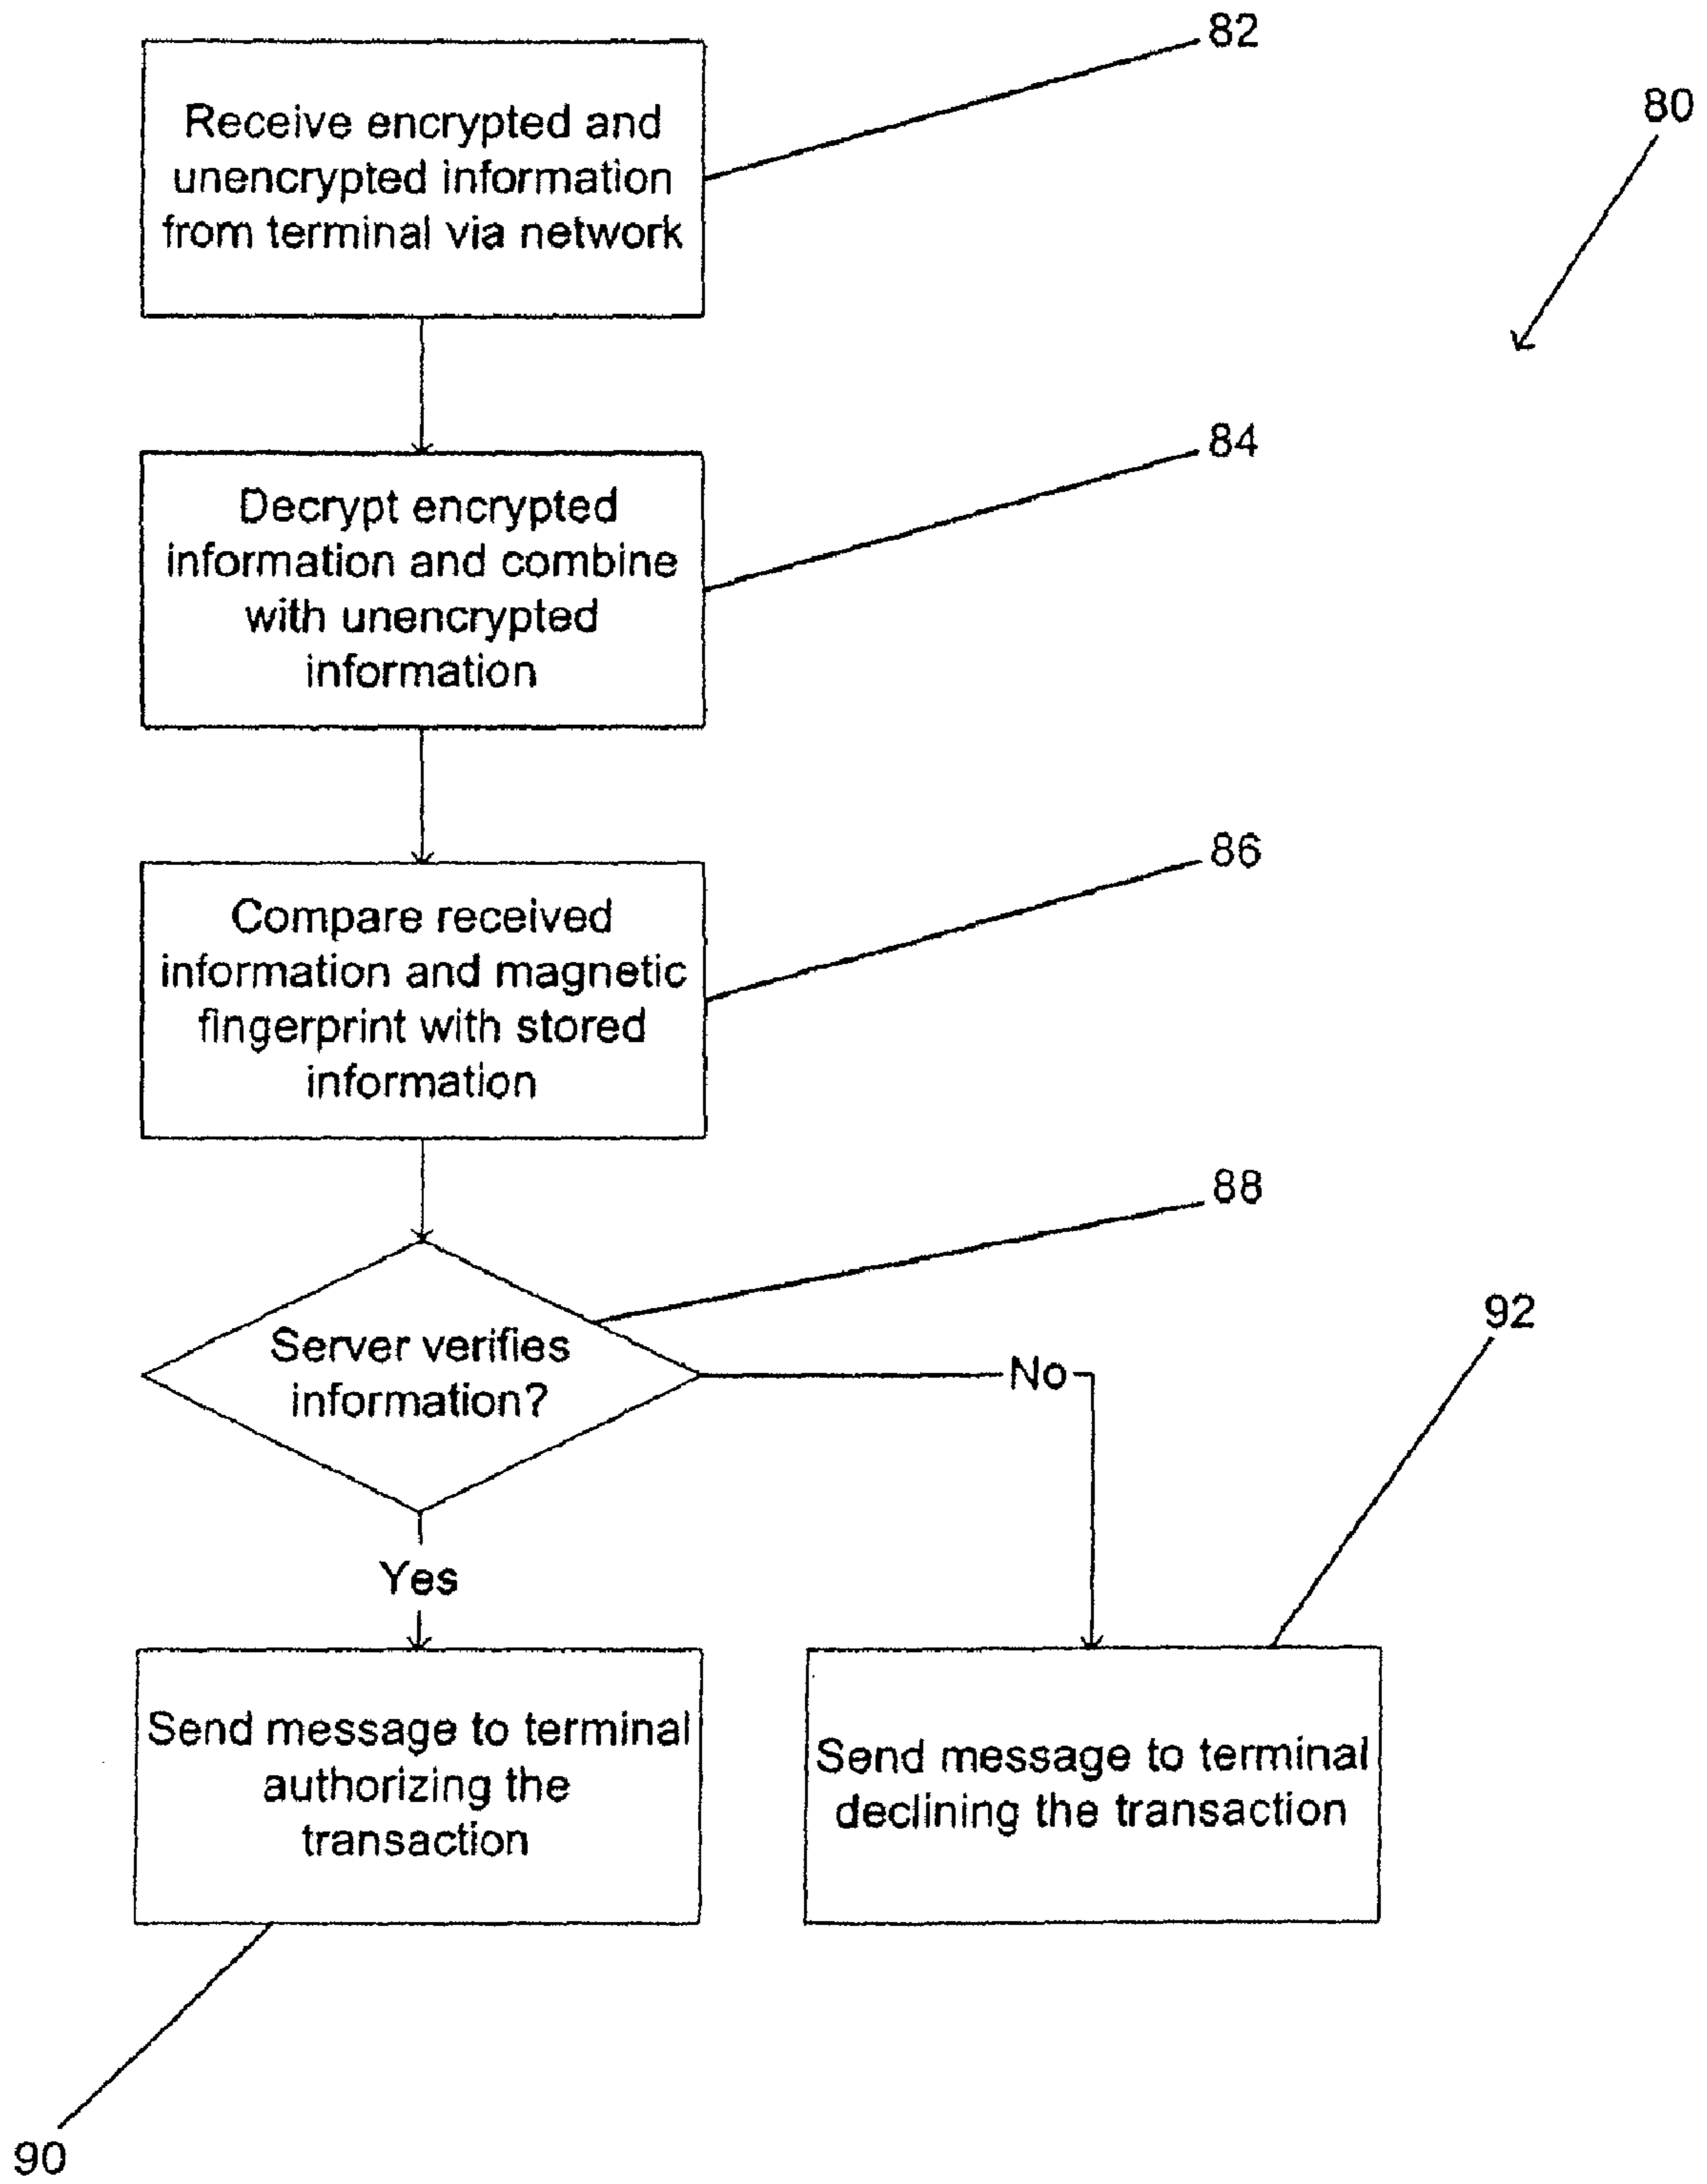 82
80
Receive encrypted and
unencrypted information
from terminal via network
84
Decrypt encrypted
information and combine
with unencrypted
information
86
Compare received
information and magnetic
fingerprint with stored
information
88
Server verifies
information?
No
92
Yes
Send message to terminal
authorizing the
transaction
Send message to terminal
declining the transaction
90